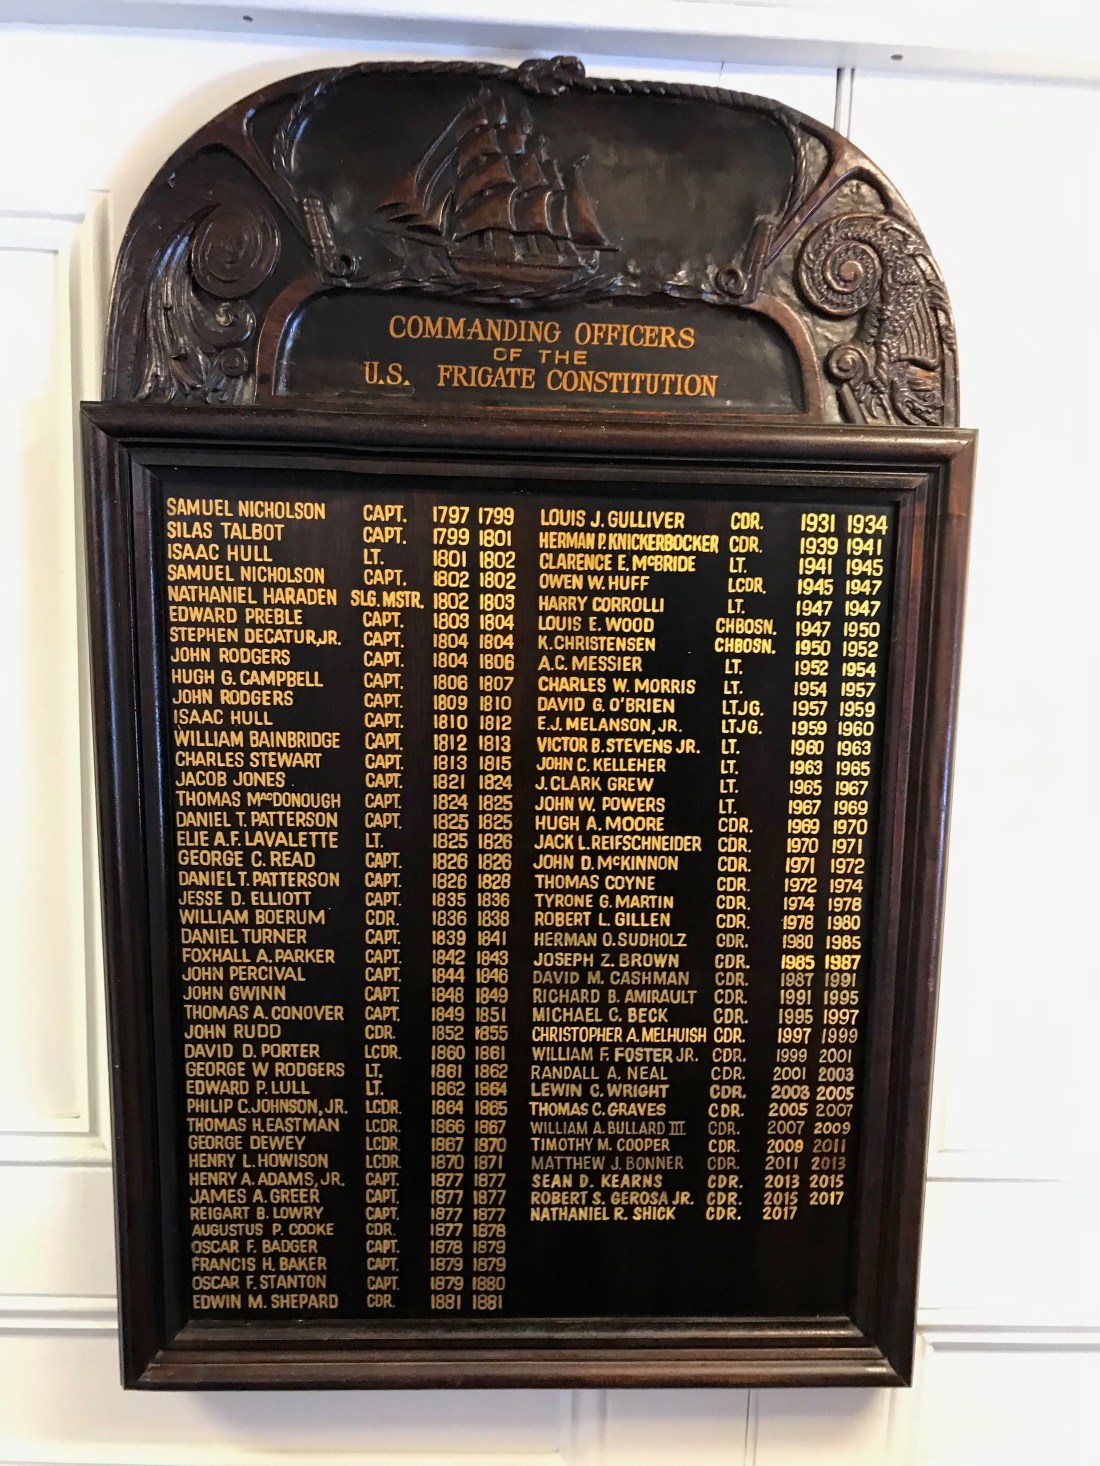 COMMANDING OFFICERS
OF THE
U.S. FRIGATE CONSTITUTION
SAMUEL NICHOLSON CAPT. 1797 1799
SILAS TALBOT CAPT. 1799 1801
ISAAC HULL LT. 1801 1802
SAMUEL NICHOLSON CAPT. 1802 1802
NATHANIEL HARADEN SLG. MSTR. 1802 1803
EDWARD PREBLE CAPT. 1803 1804
STEPHEN DECATUR, JR. CAPT. 1804 1804
JOHN RODGERS CAPT. 1804 1806
HUGH G. CAMPBELL CAPT. 1806 1807
JOHN RODGERS CAPT. 1809 1810
ISAAC HULL CAPT. 1810 1812
WILLIAM BAINBRIDGE CAPT. 1812 1813
CHARLES STEWART CAPT. 1813 1815
JACOB JONES CAPT. 1821 1824
THOMAS MACDONOUGH CAPT. 1824 1825
DANIEL T. PATTERSON CAPT. 1825 1825
ELIE A.F. LAVALETTE LT. 1825 1826
GEORGE C. READ CAPT. 1826 1826
DANIEL T. PATTERSON CAPT. 1826 1828
JESSE D. ELLIOTT CAPT. 1835 1836
WILLIAM BOERUM CDR. 1836 1838
DANIEL TURNER CAPT. 1839 1841
FOXHALL A. PARKER CAPT. 1842 1843
JOHN PERCIVAL CAPT. 1844 1846
JOHN GWINN CAPT. 1848 1849
THOMAS A. CONOVER CAPT. 1849 1851
JOHN RUDD CDR. 1852 1855
DAVID D. PORTER LCDR. 1860 1861
GEORGE W RODGERS LT. 1861 1862
EDWARD P. LULL LT. 1862 1864
PHILIP C. JOHNSON, JR. LCDR. 1864 1865
THOMAS H. EASTMAN LCDR. 1866 1867
GEORGE DEWEY LCDR. 1867 1870
HENRY L. HOWISON LCDR. 1870 1871
HENRY A. ADAMS, JR. CAPT. 1877 1877
JAMES A. GREER CAPT. 1877 1877
REIGART B. LOWRY CAPT. 1877 1877
AUGUSTUS P. COOKE CDR. 1877 1878
OSCAR F. BADGER CAPT. 1878 1879
FRANCIS H. BAKER CAPT. 1879 1879
OSCAR F. STANTON CAPT. 1879 1880
EDWIN M. SHEPARD CDR. 1881 1881
LOUIS J. GULLIVER CDR. 1931 1934
HERMAN P. KNICKERBOCKER CDR. 1939 1941
CLARENCE E. MCBRIDE LT. 1941 1945
OWEN W. HUFF LCDR. 1945 1947
HARRY CORROLLI LT. 1947 1947
LOUIS E. WOOD CHBOSN. 1947 1950
K. CHRISTENSEN CHBOSN. 1950 1952
A.C. MESSIER LT. 1952 1954
CHARLES W. MORRIS LT. 1954 1957
DAVID G. O'BRIEN LTJG. 1957 1959
E.J. MELANSON, JR. LTJG. 1959 1960
VICTOR B. STEVENS JR. LT. 1960 1963
JOHN C. KELLEHER LT. 1963 1965
J. CLARK GREW LT. 1965 1967
JOHN W. POWERS LT. 1967 1969
HUGH A. MOORE CDR. 1969 1970
JACK L. REIFSCHNEIDER CDR. 1970 1971
JOHN D. MCKINNON CDR. 1971 1972
THOMAS COYNE CDR. 1972 1974
TYRONE G. MARTIN CDR. 1974 1978
ROBERT L. GILLEN CDR. 1978 1980
HERMAN O. SUDHOLZ CDR. 1980 1985
JOSEPH Z. BROWN CDR. 1985 1987
DAVID M. CASHMAN CDR. 1987 1991
RICHARD B. AMIRAULT CDR. 1991 1995
MICHAEL C. BECK CDR. 1995 1997
CHRISTOPHER A. MELHUISH CDR. 1997 1999
WILLIAM F. FOSTER JR. CDR. 1999 2001
RANDALL A. NEAL CDR. 2001 2003
LEWIN C. WRIGHT CDR. 2003 2005
THOMAS C. GRAVES CDR. 2005 2007
WILLIAM A. BULLARD III CDR. 2007 2009
TIMOTHY M. COOPER CDR. 2009 2011
MATTHEW J. BONNER CDR. 2011 2013
SEAN D. KEARNS CDR. 2013 2015
ROBERT S. GEROSA JR. CDR. 2015 2017
NATHANIEL R. SHICK CDR. 2017